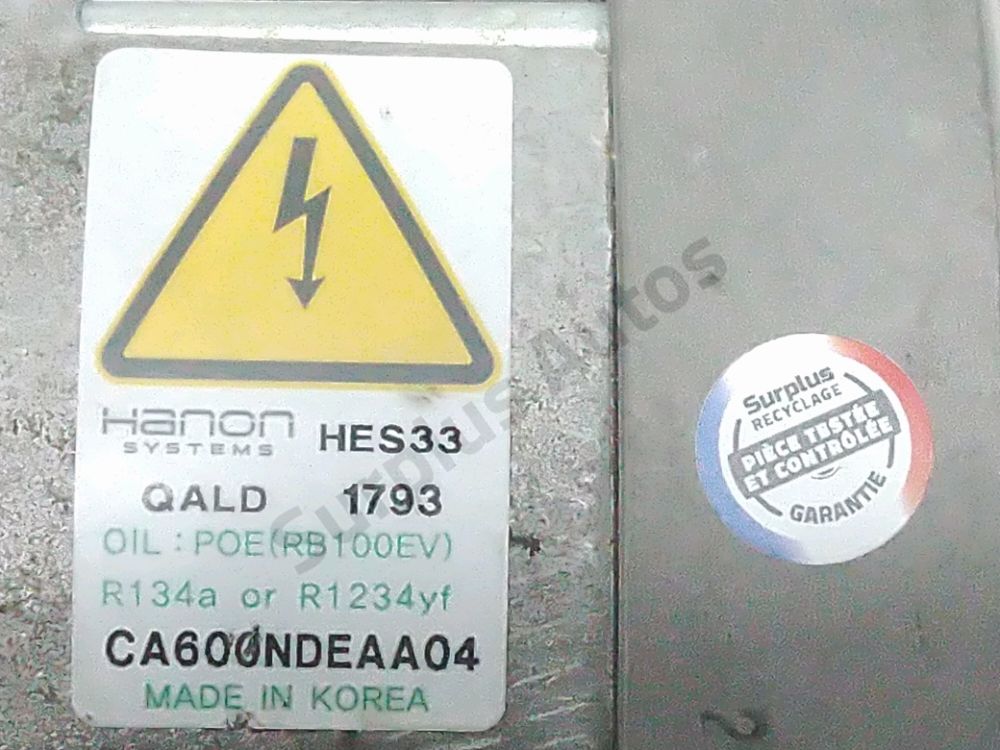 Hanon
SYSTEMS
HES33
QALD 1793
OIL : POE(RB100EV)
R134a or R1234yf
CA600NDEAA04
MADE IN KOREA
Surplus Autos
Surplus
RECYCLAGE
PIÈCE TESTÉE
ET CONTRÔLÉE
GARANTIE
2